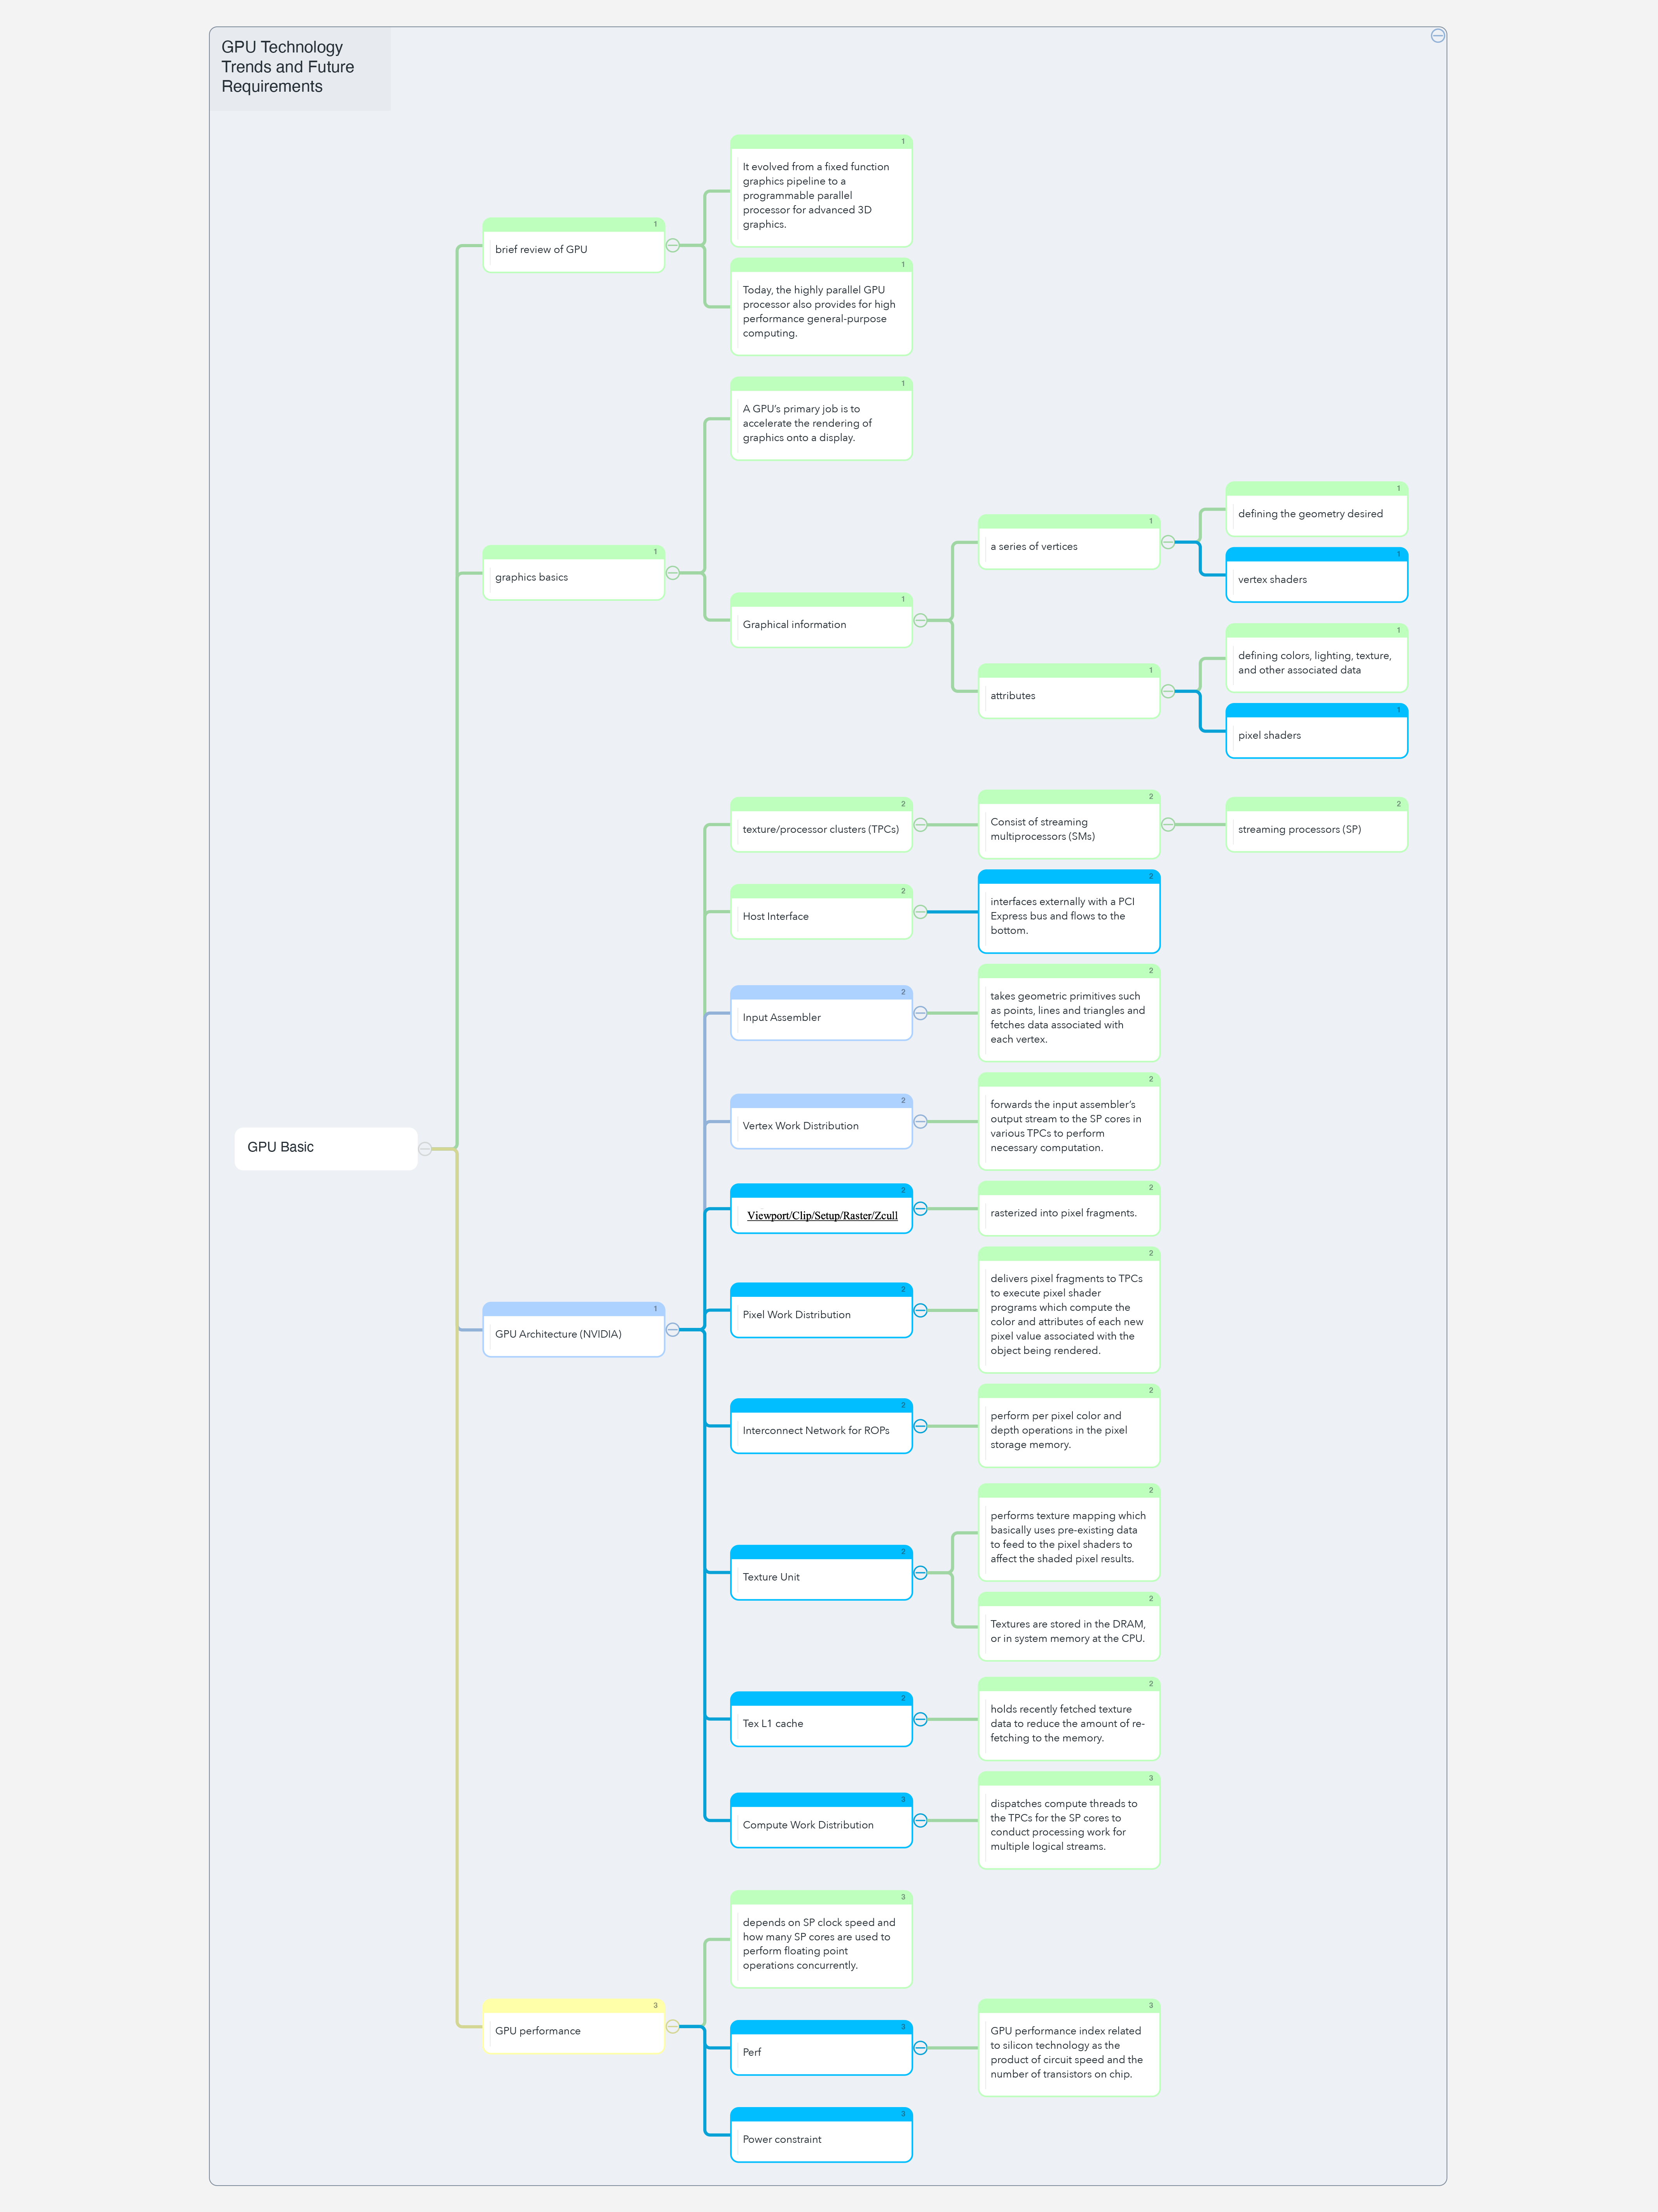 GPU Technology
Trends and Future
Requirements
1
It evolved from a fixed function
graphics pipeline to a
programmable parallel
processor for advanced 3D
graphics.
1
brief review of GPU
1
Today, the highly parallel GPU
processor also provides for high
performance general-purpose
computing.
1
A GPU’s primary job is to
accelerate the rendering of
graphics onto a display.
1
graphics basics
1
Graphical information
1
a series of vertices
1
defining the geometry desired
1
vertex shaders
1
attributes
1
defining colors, lighting, texture,
and other associated data
1
pixel shaders
2
texture/processor clusters (TPCs)
2
Consist of streaming
multiprocessors (SMs)
2
streaming processors (SP)
2
Host Interface
2
interfaces externally with a PCI
Express bus and flows to the
bottom.
2
Input Assembler
2
takes geometric primitives such
as points, lines and triangles and
fetches data associated with
each vertex.
2
Vertex Work Distribution
2
forwards the input assembler’s
output stream to the SP cores in
various TPCs to perform
necessary computation.
GPU Basic
2
Viewport/Clip/Setup/Raster/Zcull
2
rasterized into pixel fragments.
1
GPU Architecture (NVIDIA)
2
Pixel Work Distribution
2
delivers pixel fragments to TPCs
to execute pixel shader
programs which compute the
color and attributes of each new
pixel value associated with the
object being rendered.
2
Interconnect Network for ROPs
2
perform per pixel color and
depth operations in the pixel
storage memory.
2
Texture Unit
2
performs texture mapping which
basically uses pre-existing data
to feed to the pixel shaders to
affect the shaded pixel results.
2
Textures are stored in the DRAM,
or in system memory at the CPU.
2
Tex L1 cache
2
holds recently fetched texture
data to reduce the amount of re-
fetching to the memory.
3
Compute Work Distribution
3
dispatches compute threads to
the TPCs for the SP cores to
conduct processing work for
multiple logical streams.
3
depends on SP clock speed and
how many SP cores are used to
perform floating point
operations concurrently.
3
GPU performance
3
Perf
3
GPU performance index related
to silicon technology as the
product of circuit speed and the
number of transistors on chip.
3
Power constraint